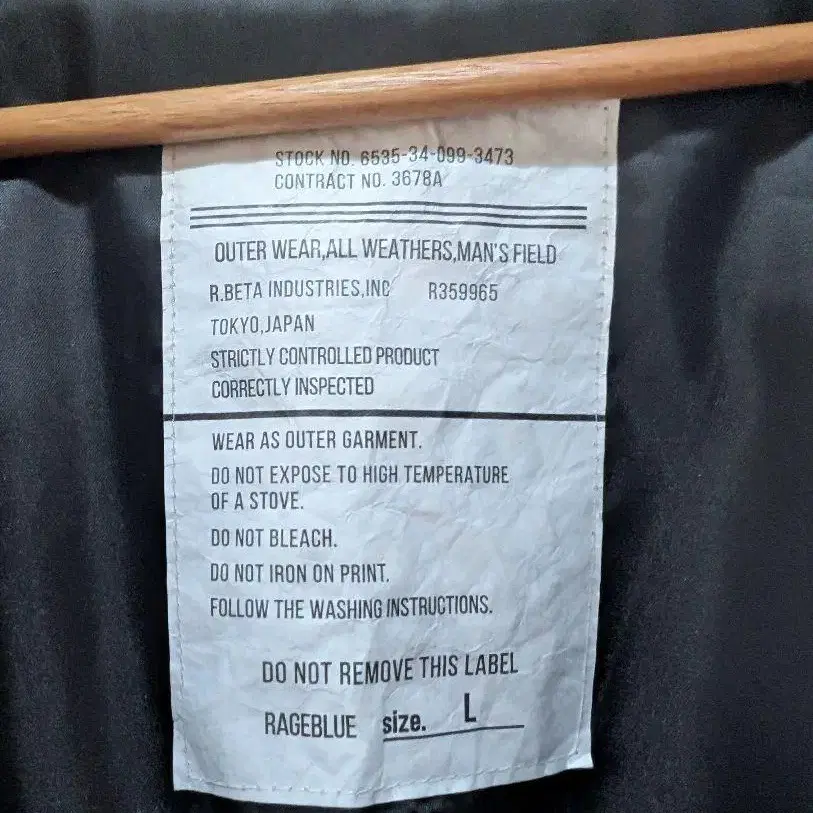 STOCK NO. 6535-34-099-3473
CONTRACT NO. 3678A
OUTER WEAR,ALL WEATHERS,MAN'S FIELD
R.BETA INDUSTRIES,INC R359965
TOKYO,JAPAN
STRICTLY CONTROLLED PRODUCT
CORRECTLY INSPECTED
WEAR AS OUTER GARMENT.
DO NOT EXPOSE TO HIGH TEMPERATURE
OF A STOVE.
DO NOT BLEACH.
DO NOT IRON ON PRINT.
FOLLOW THE WASHING INSTRUCTIONS.
DO NOT REMOVE THIS LABEL
RAGEBLUE size. L